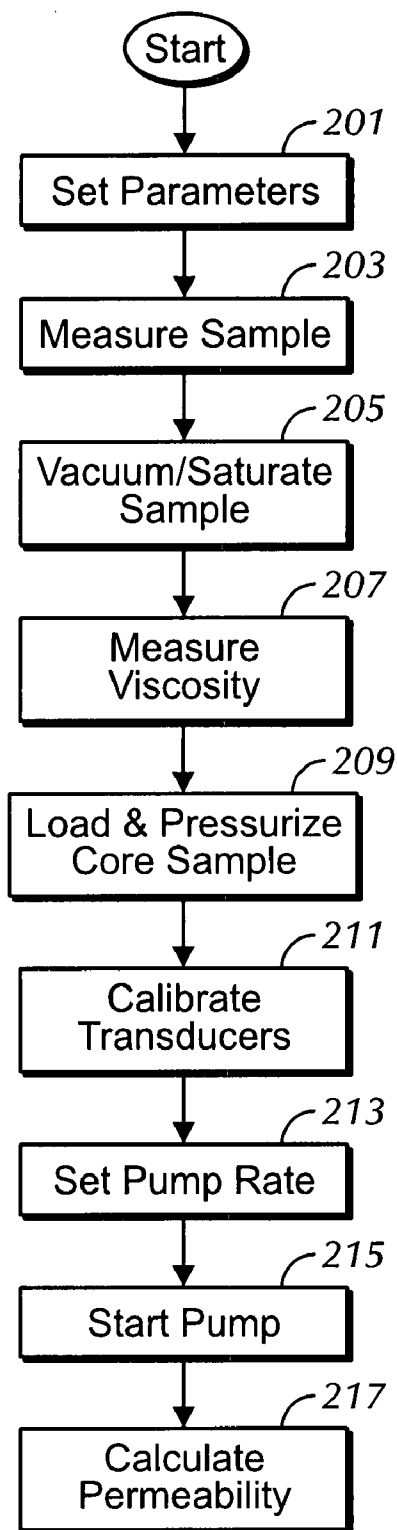 Start
201
Set Parameters
203
Measure Sample
205
Vacuum/Saturate
Sample
207
Measure
Viscosity
209
Load & Pressurize
Core Sample
211
Calibrate
Transducers
213
Set Pump Rate
215
Start Pump
217
Calculate
Permeability